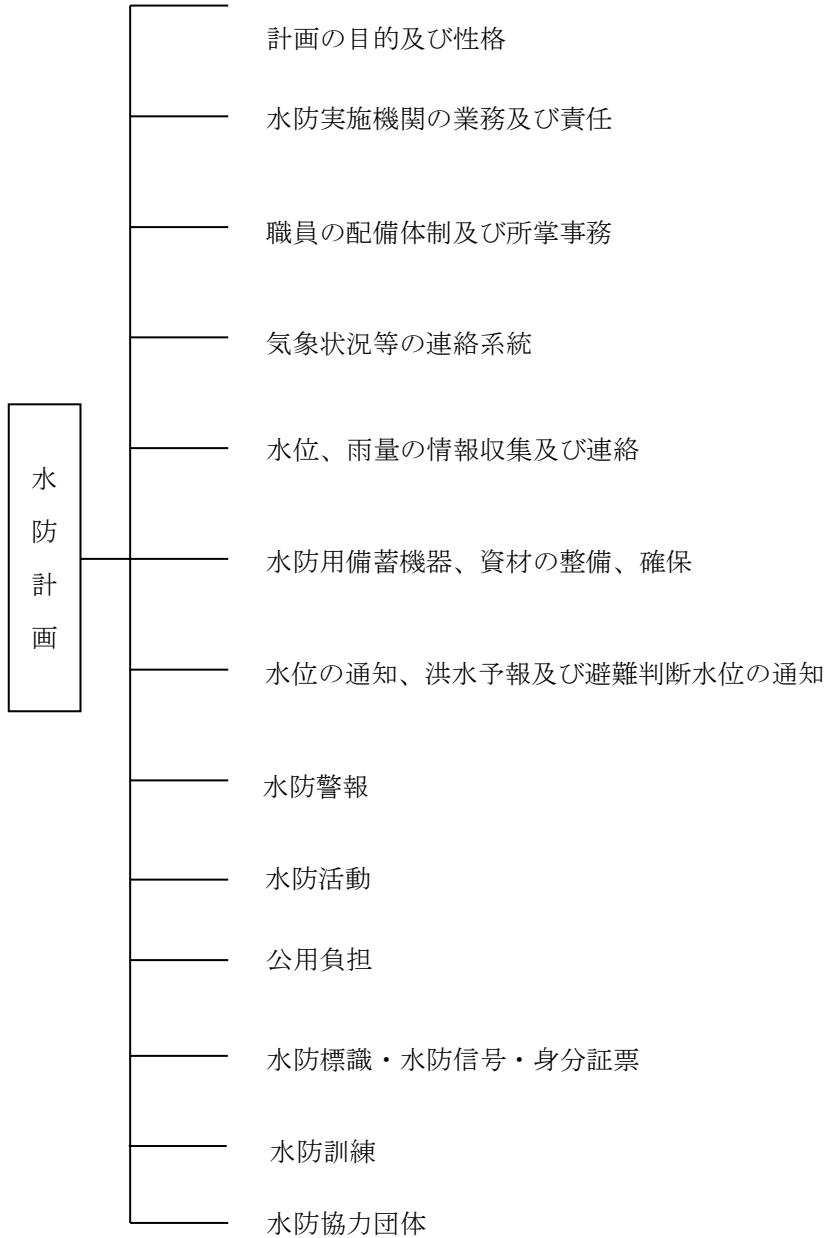 計画の目的及び性格
水防実施機関の業務及び責任
職員の配備体制及び所掌事務
気象状況等の連絡系統
水位、雨量の情報収集及び連絡
水防計画
水防用備蓄機器、資材の整備、確保
水位の通知、洪水予報及び避難判断水位の通知
水防警報
水防活動
公用負担
水防標識・水防信号・身分証票
水防訓練
水防協力団体